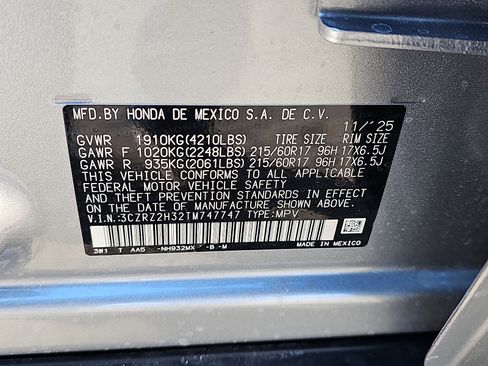 MFD.BY HONDA DE MEXICO S.A. DE C.V.
11/'25
GVWR 1910KG(4210LBS) TIRE SIZE RIM SIZE
GAWR F 1020KG(2248LBS) 215/60R17 96H 17X6.5J
GAWR R 935KG(2061LBS) 215/60R17 96H 17X6.5J
THIS VEHICLE CONFORMS TO ALL APPLICABLE
FEDERAL MOTOR VEHICLE SAFETY
STANDARDS IN EFFECT ON THE DATE OF
MANUFACTURE SHOWN ABOVE.
V.I.N.:3CZRZ2H32TM747747 TYPE:MPV
3W1 T AA5 -NH932MX -B -M
MADE IN MEXICO